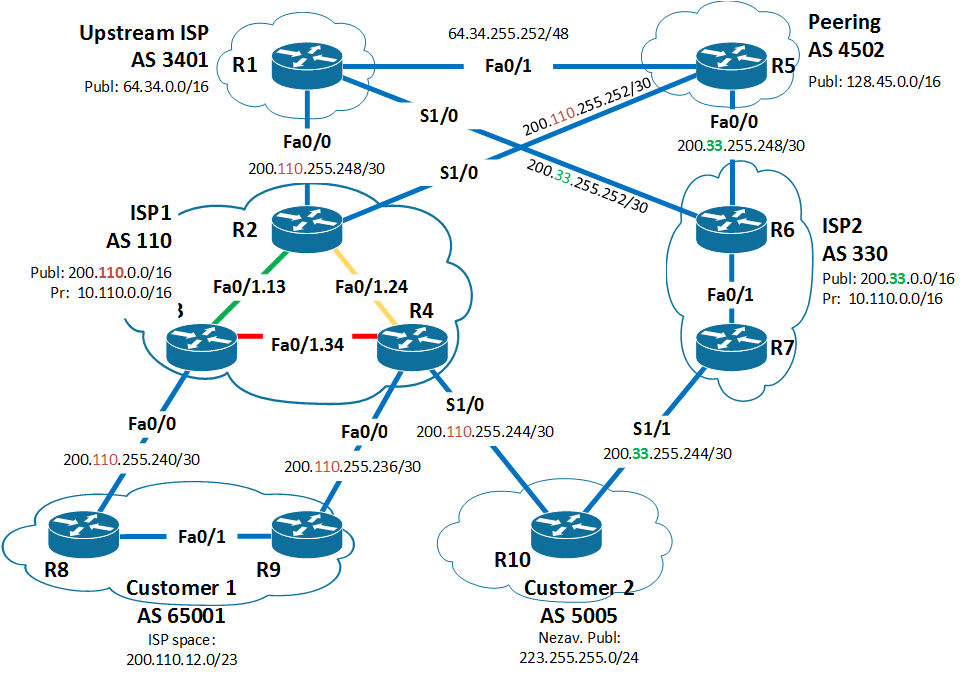 Upstream ISP
AS 3401
Publ: 64.34.0.0/16
R1
64.34.255.252/48
Fa0/1
Peering
AS 4502
R5
Publ: 128.45.0.0/16
S1/0
200.110.255.252/30
Fa0/0
200.33.255.248/30
Fa0/0
200.110.255.248/30
S1/0
200.33.255.252/30
ISP1
AS 110
Publ: 200.110.0.0/16
Pr: 10.110.0.0/16
R2
R6
ISP2
AS 330
Publ: 200.33.0.0/16
Pr: 10.110.0.0/16
Fa0/1.13
Fa0/1.24
Fa0/1
R4
Fa0/1.34
R7
S1/0
200.110.255.244/30
S1/1
200.33.255.244/30
Fa0/0
200.110.255.240/30
Fa0/0
200.110.255.236/30
Fa0/1
R8
R9
R10
Customer 1
AS 65001
ISP space:
200.110.12.0/23
Customer 2
AS 5005
Nezav. Publ:
223.255.255.0/24